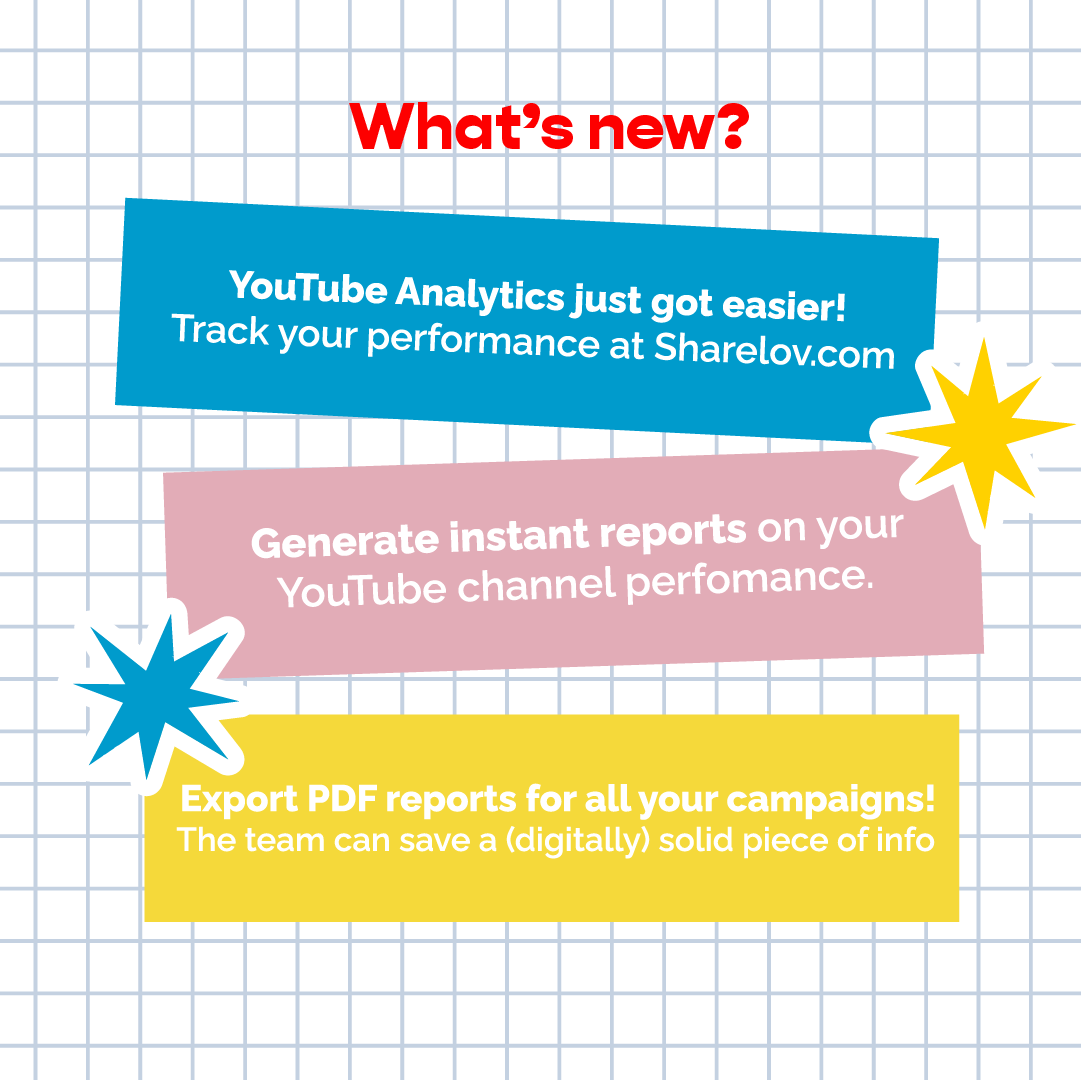 What's new?
YouTube Analytics just got easier!
Track your performance at Sharelov.com
Generate instant reports on your
YouTube channel perfomance.
Export PDF reports for all your campaigns!
The team can save a (digitally) solid piece of info